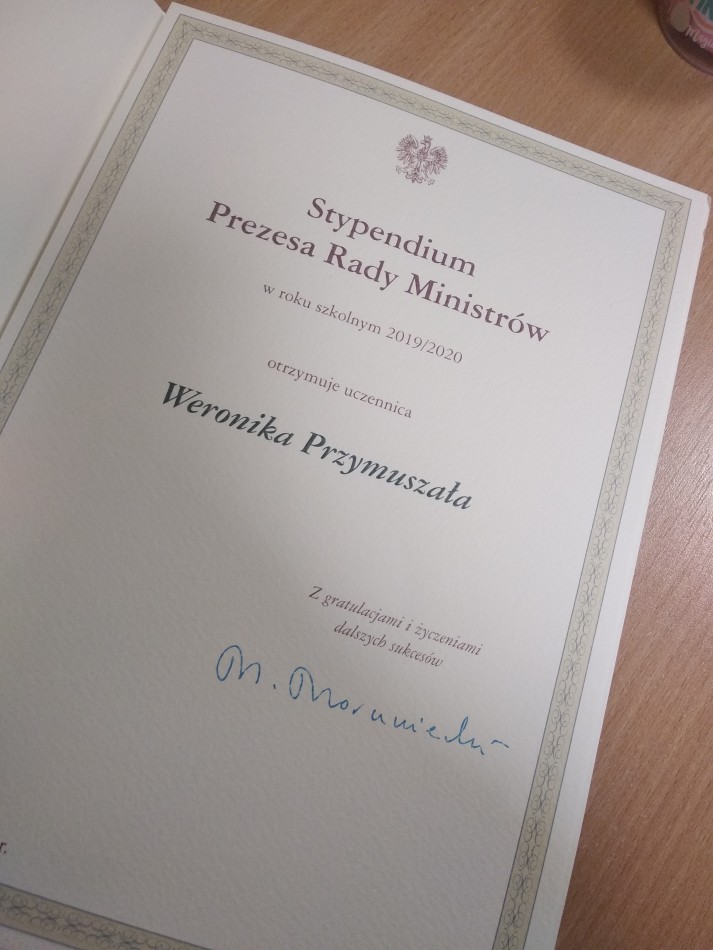 Stypendium
Prezesa Rady Ministrów
w roku szkolnym 2019/2020
otrzymuje uczennica
Weronika Przymuszała
Z gratulacjami i życzeniami
dalszych sukcesów
M. Morawiecki
r.